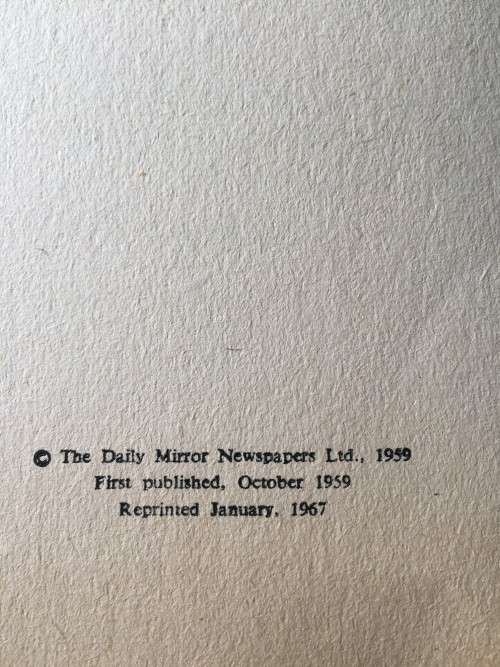 © The Daily Mirror Newspapers Ltd., 1959
First published, October 1959
Reprinted January, 1967